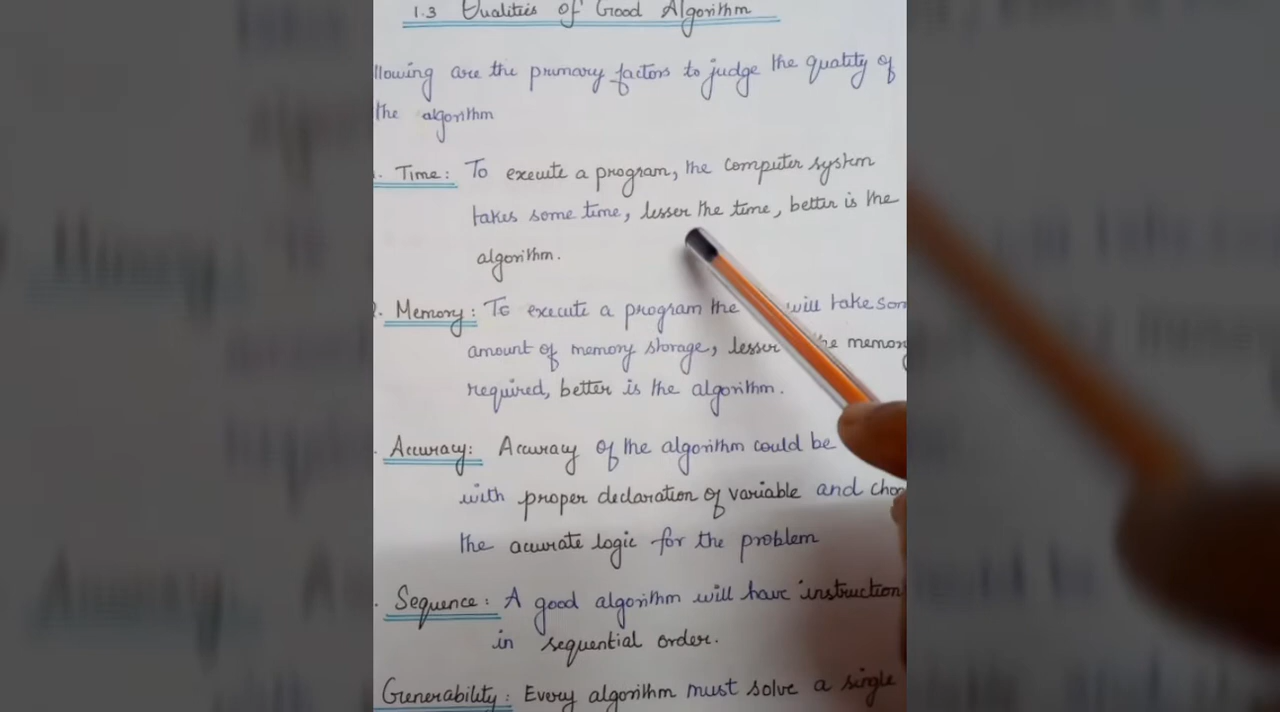 1.3 Qualities of Good Algorithm
llowing are the primary factors to judge the quality of
the algorithm
. Time: To execute a program, the computer system
takes some time, lesser the time, better is the
algorithm.
. Memory: To execute a program the will take som
amount of memory storage, lesser he memor
required, better is the algorithm.
. Accuracy: Accuracy of the algorithm could be
with proper declaration of variable and choo
the accurate logic for the problem
. Sequence: A good algorithm will have instruction
in sequential order.
Generability: Every algorithm must solve a single